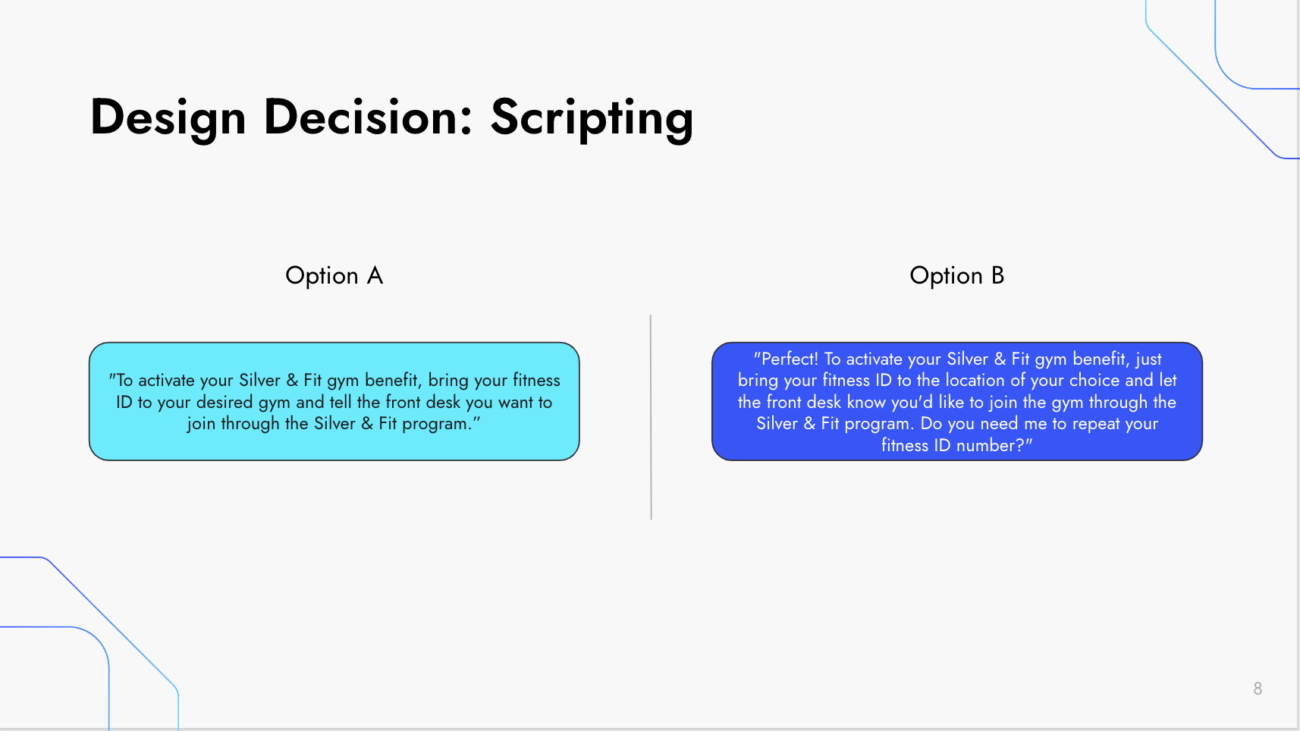 Design Decision: Scripting
Option A
"To activate your Silver & Fit gym benefit, bring your fitness
ID to your desired gym and tell the front desk you want to
join through the Silver & Fit program.”
Option B
"Perfect! To activate your Silver & Fit gym benefit, just
bring your fitness ID to the location of your choice and let
the front desk know you'd like to join the gym through the
Silver & Fit program. Do you need me to repeat your
fitness ID number?"
8